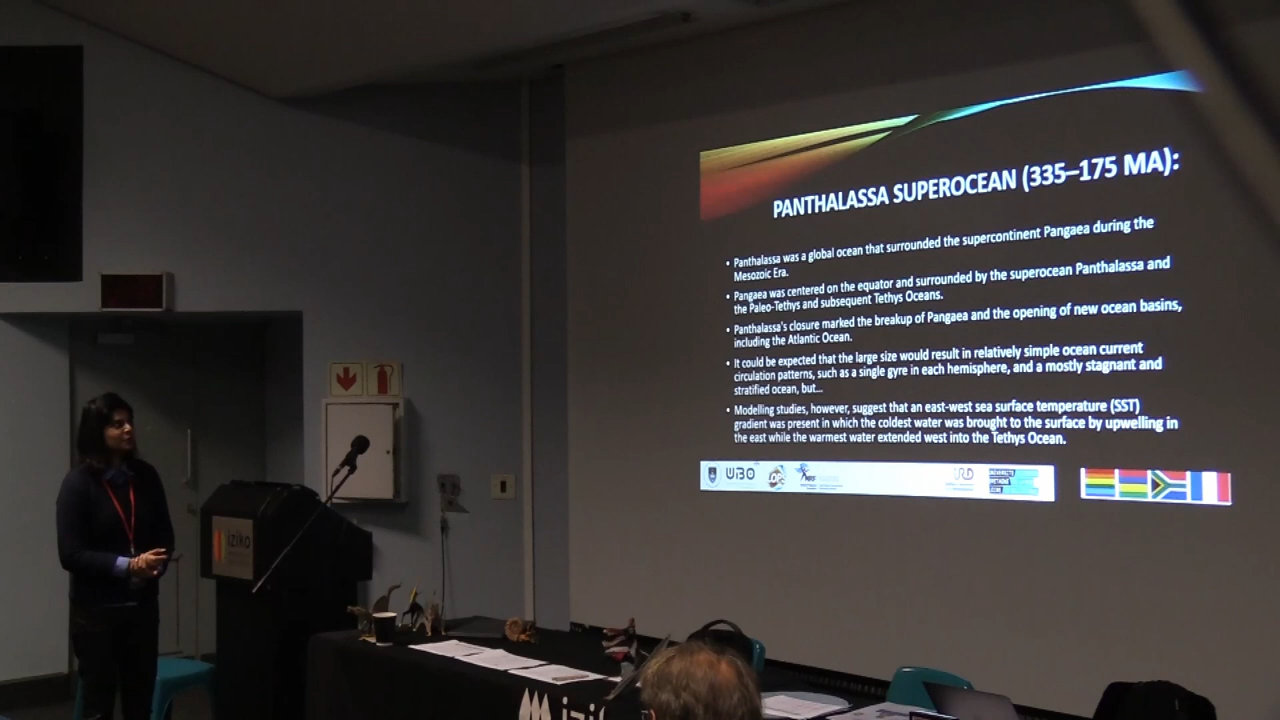 PANTHALASSA SUPEROCEAN (335–175 MA):
• Panthalassa was a global ocean that surrounded the supercontinent Pangaea during the
Mesozoic Era.
• Pangaea was centered on the equator and surrounded by the superocean Panthalassa and
the Paleo-Tethys and subsequent Tethys Oceans.
• Panthalassa's closure marked the breakup of Pangaea and the opening of new ocean basins,
including the Atlantic Ocean.
• It could be expected that the large size would result in relatively simple ocean current
circulation patterns, such as a single gyre in each hemisphere, and a mostly stagnant and
stratified ocean, but...
• Modelling studies, however, suggest that an east-west sea surface temperature (SST)
gradient was present in which the coldest water was brought to the surface by upwelling in
the east while the warmest water extended west into the Tethys Ocean.
UBO
IRD
iziko
izi